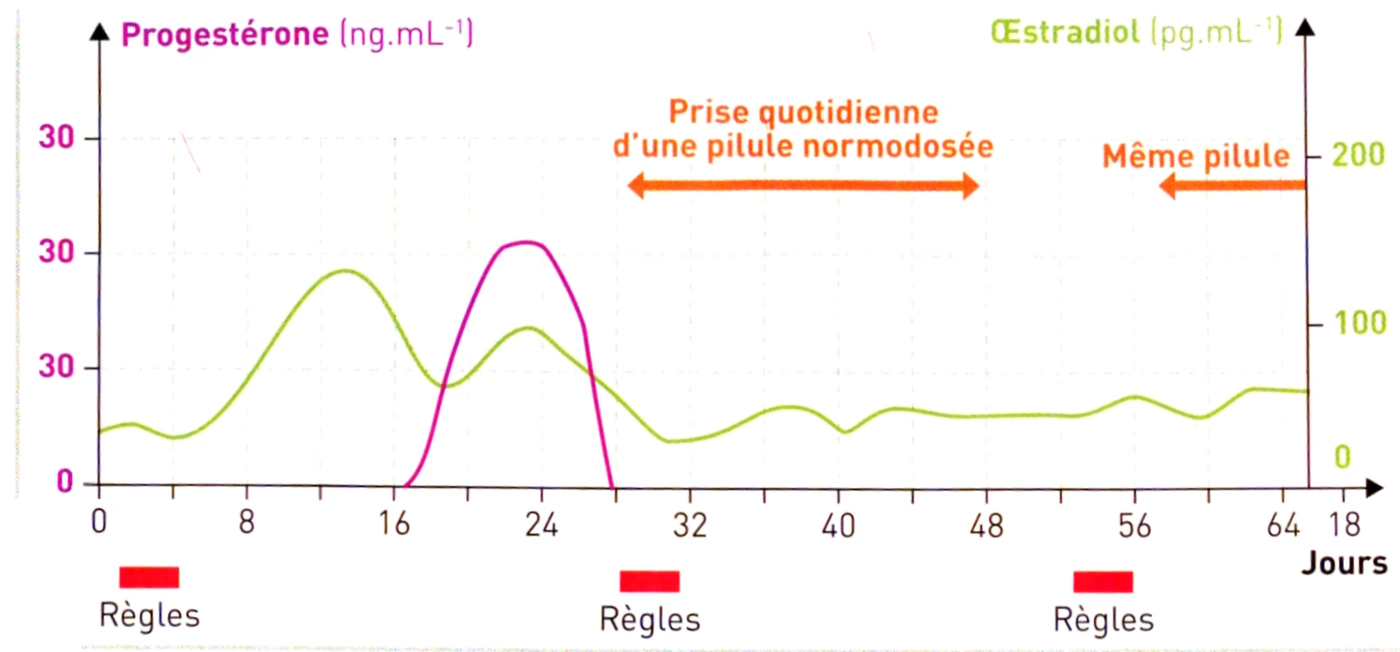 Progestérone (ng.mL⁻¹)
Œstradiol (pg.mL⁻¹)
Prise quotidienne
d'une pilule normodosée
Même pilule
30
30
30
0
200
100
0
0 8 16 24 32 40 48 56 64 18
Jours
Règles Règles Règles